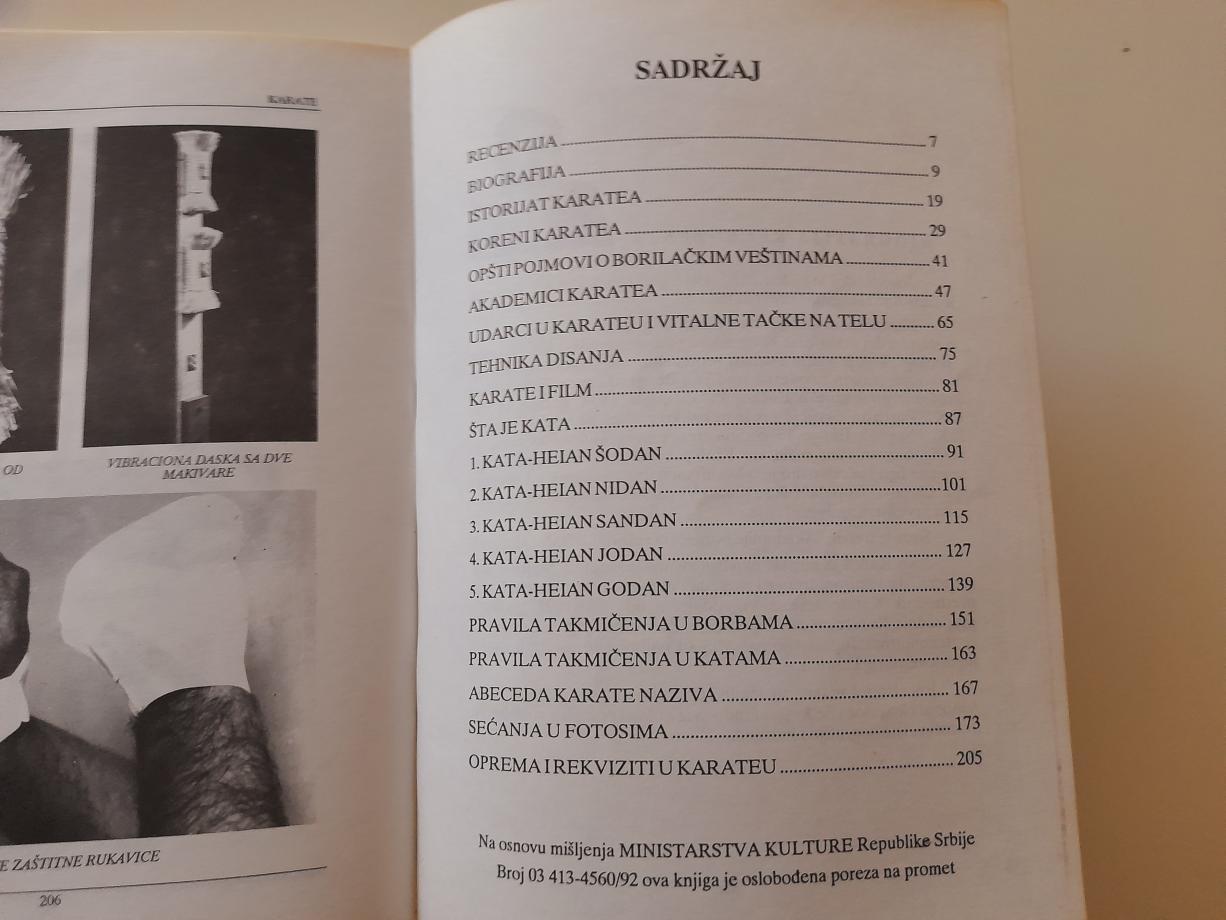 KARATE
OD
VIBRACIONA DASKA SA DVE
MAKIVARE
E ZAŠTITNE RUKAVICE
206
SADRŽAJ
RECENZIJA 7
BIOGRAFIJA 9
ISTORIJAT KARATEA 19
KORENI KARATEA 29
OPŠTI POJMOVI O BORILAČKIM VEŠTINAMA 41
AKADEMICI KARATEA 47
UDARCI U KARATEU I VITALNE TAČKE NA TELU 65
TEHNIKA DISANJA 75
KARATE I FILM 81
ŠTA JE KATA 87
1. KATA-HEIAN ŠODAN 91
2. KATA-HEIAN NIDAN 101
3. KATA-HEIAN SANDAN 115
4. KATA-HEIAN JODAN 127
5. KATA-HEIAN GODAN 139
PRAVILA TAKMIČENJA U BORBAMA 151
PRAVILA TAKMIČENJA U KATAMA 163
ABECEDA KARATE NAZIVA 167
SEĆANJA U FOTOSIMA 173
OPREMA I REKVIZITI U KARATEU 205
Na osnovu mišljenja MINISTARSTVA KULTURE Republike Srbije
Broj 03 413-4560/92 ova knjiga je oslobođena poreza na promet